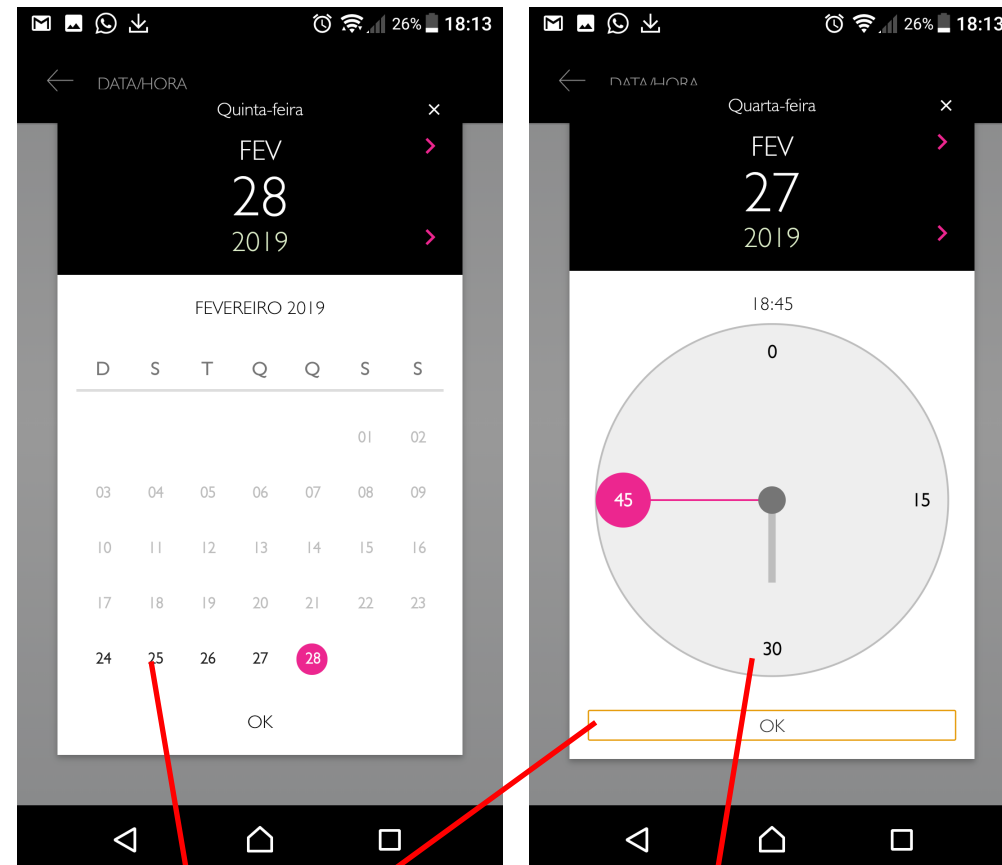 26% 18:13
DATA/HORA
Quinta-feira ×
FEV
28
2019
FEVEREIRO 2019
D S T Q Q S S
01 02
03 04 05 06 07 08 09
10 11 12 13 14 15 16
17 18 19 20 21 22 23
24 25 26 27 28
OK
26% 18:13
DATA/HORA
Quarta-feira ×
FEV
27
2019
18:45
0
45 15
30
OK